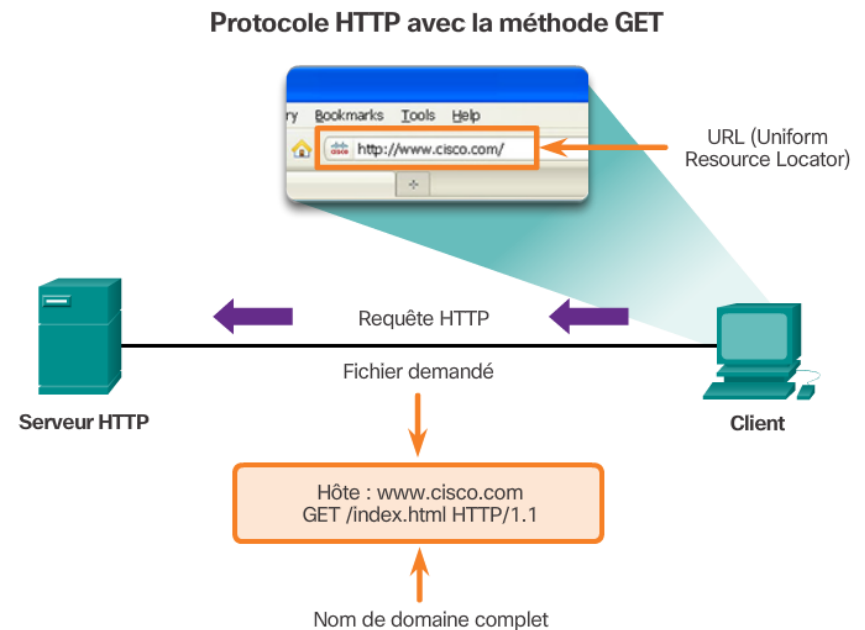 Protocole HTTP avec la méthode GET
ry Bookmarks Tools Help
cisco http://www.cisco.com/
URL (Uniform
Resource Locator)
Requête HTTP
Fichier demandé
Serveur HTTP
Client
Hôte : www.cisco.com
GET /index.html HTTP/1.1
Nom de domaine complet